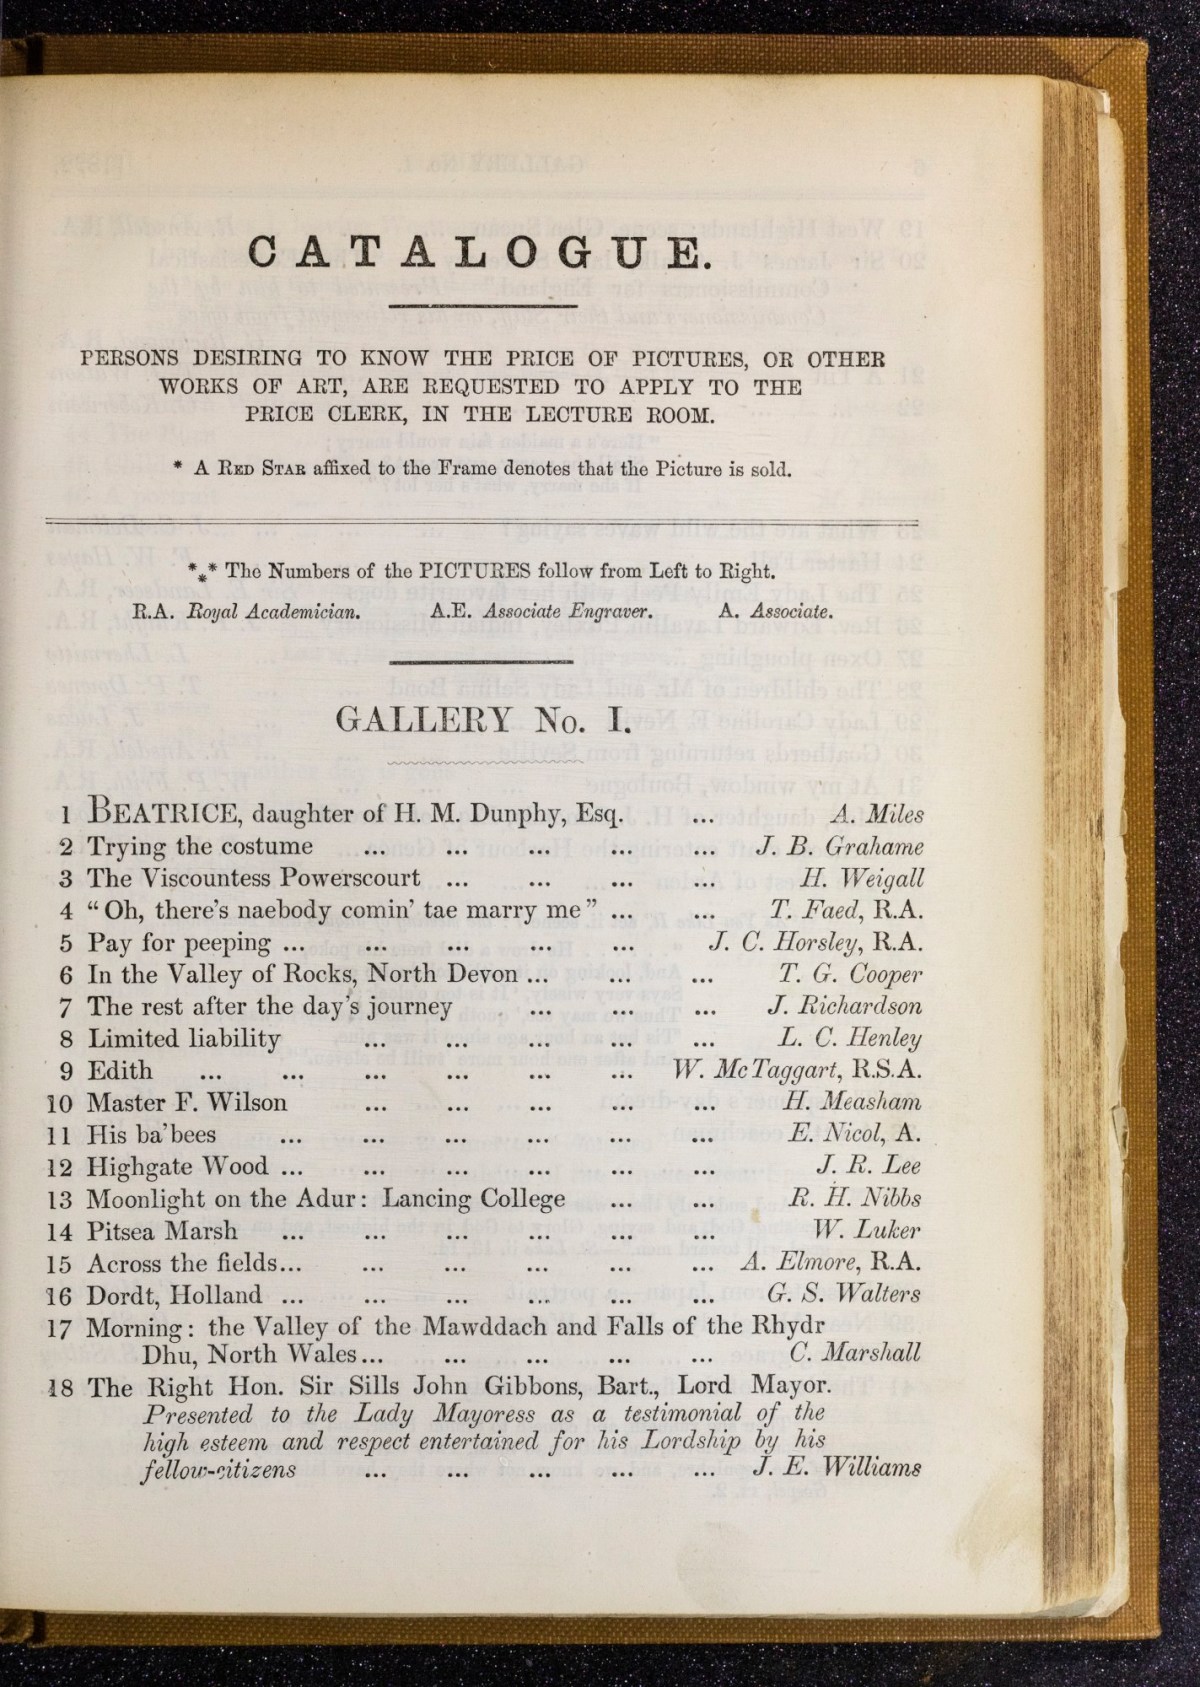 CATALOGUE.
PERSONS DESIRING TO KNOW THE PRICE OF PICTURES, OR OTHER
WORKS OF ART, ARE REQUESTED TO APPLY TO THE
PRICE CLERK, IN THE LECTURE ROOM.
* A RED STAR affixed to the Frame denotes that the Picture is sold.
*** The Numbers of the PICTURES follow from Left to Right.
R.A. Royal Academician. A.E. Associate Engraver. A. Associate.
GALLERY No. I.
1 BEATRICE, daughter of H. M. Dunphy, Esq. ... A. Miles
2 Trying the costume ... ... ... ... ... J. B. Grahame
3 The Viscountess Powerscourt ... ... ... ... H. Weigall
4 "Oh, there's naebody comin' tae marry me" ... ... T. Faed, R.A.
5 Pay for peeping ... ... ... ... ... J. C. Horsley, R.A.
6 In the Valley of Rocks, North Devon ... ... ... T. G. Cooper
7 The rest after the day's journey ... ... ... J. Richardson
8 Limited liability ... ... ... ... ... L. C. Henley
9 Edith ... ... ... ... ... ... W. McTaggart, R.S.A.
10 Master F. Wilson ... ... ... ... ... H. Measham
11 His ba'bees ... ... ... ... ... ... E. Nicol, A.
12 Highgate Wood ... ... ... ... ... ... J. R. Lee
13 Moonlight on the Adur: Lancing College ... ... R. H. Nibbs
14 Pitsea Marsh ... ... ... ... ... ... W. Luker
15 Across the fields... ... ... ... ... ... A. Elmore, R.A.
16 Dordt, Holland ... ... ... ... ... ... G. S. Walters
17 Morning: the Valley of the Mawddach and Falls of the Rhydr
Dhu, North Wales... ... ... ... ... C. Marshall
18 The Right Hon. Sir Sills John Gibbons, Bart., Lord Mayor.
Presented to the Lady Mayoress as a testimonial of the
high esteem and respect entertained for his Lordship by his
fellow-citizens ... ... ... ... ... J. E. Williams